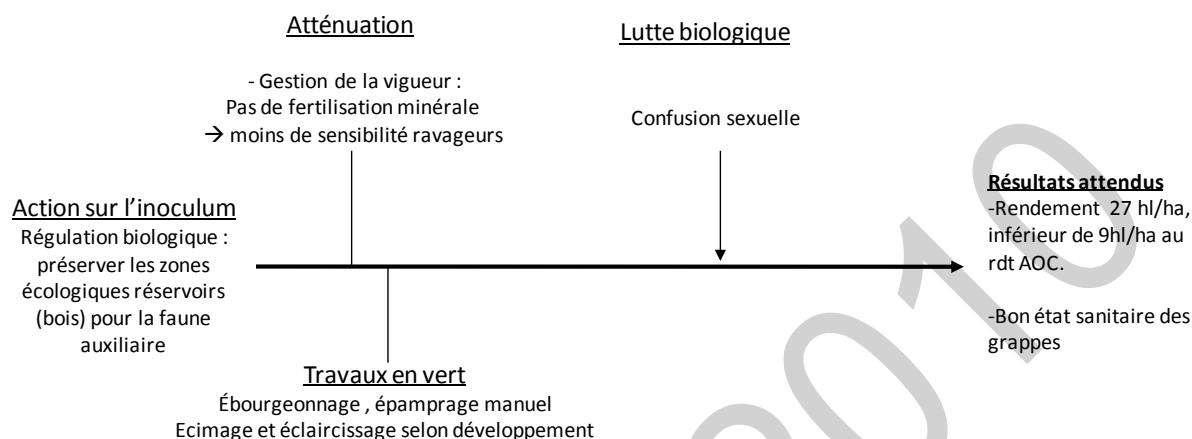 Atténuation
- Gestion de la vigueur :
Pas de fertilisation minérale
→ moins de sensibilité ravageurs
Lutte biologique
Confusion sexuelle
Action sur l'inoculum
Régulation biologique :
préserver les zones
écologiques réservoirs
(bois) pour la faune
auxiliaire
Travaux en vert
Ébourgeonnage , épamprage manuel
Ecimage et éclaircissage selon développement
Résultats attendus
-Rendement 27 hl/ha,
inférieur de 9hl/ha au
rdt AOC.
-Bon état sanitaire des
grappes
2010